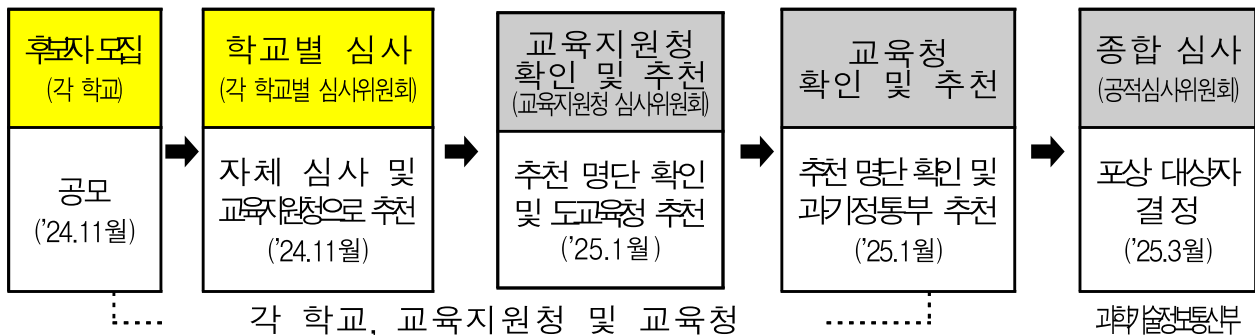 후보자 모집
(각 학교)
공모
('24.11월)
학교별 심사
(각 학교별 심사위원회)
자체 심사 및
교육지원청으로 추천
('24.11월)
교육지원청
확인 및 추천
(교육지원청 심사위원회)
추천 명단 확인
및 도교육청 추천
('25.1월)
교육청
확인 및 추천
추천 명단 확인 및
과기정통부 추천
('25.1월)
종합 심사
(공적심사위원회)
포상 대상자
결정
('25.3월)
각 학교, 교육지원청 및 교육청
과학기술정보통신부